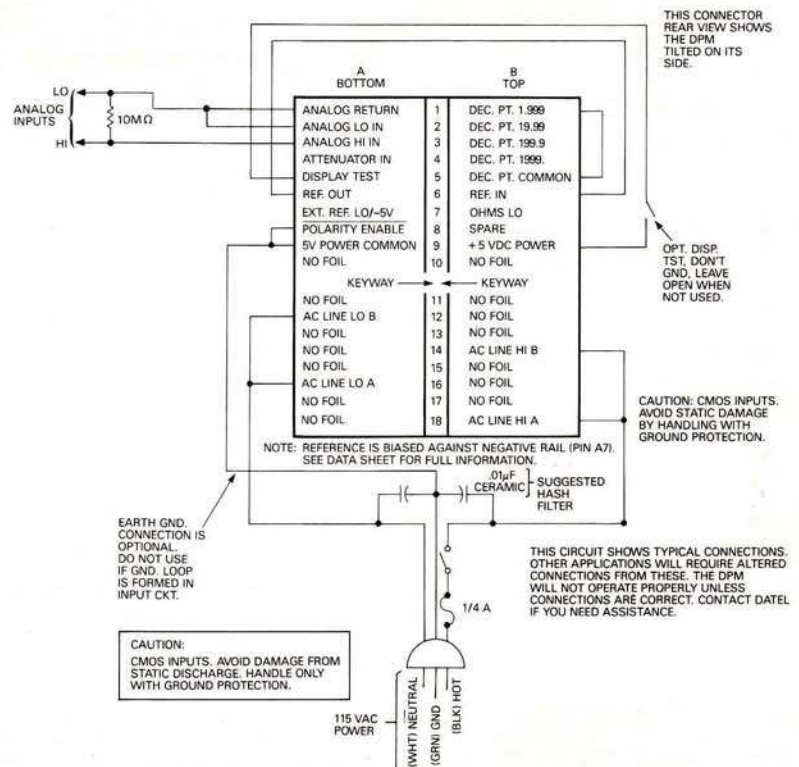 THIS CONNECTOR
REAR VIEW SHOWS
THE DPM
TILTED ON ITS
SIDE.
A
BOTTOM
B
TOP
LO
ANALOG
INPUTS
HI
10MΩ
ANALOG RETURN 1 DEC. PT. 1.999
ANALOG LO IN 2 DEC. PT. 19.99
ANALOG HI IN 3 DEC. PT. 199.9
ATTENUATOR IN 4 DEC. PT. 1999.
DISPLAY TEST 5 DEC. PT. COMMON
REF. OUT 6 REF. IN
EXT. REF. LO/-5V 7 OHMS LO
POLARITY ENABLE 8 SPARE
5V POWER COMMON 9 +5 VDC POWER
NO FOIL 10 NO FOIL
KEYWAY KEYWAY
NO FOIL 11 NO FOIL
AC LINE LO B 12 NO FOIL
NO FOIL 13 NO FOIL
NO FOIL 14 AC LINE HI B
NO FOIL 15 NO FOIL
AC LINE LO A 16 NO FOIL
NO FOIL 17 NO FOIL
NO FOIL 18 AC LINE HI A
OPT. DISP.
TST, DON'T
GND, LEAVE
OPEN WHEN
NOT USED.
CAUTION: CMOS INPUTS.
AVOID STATIC DAMAGE
BY HANDLING WITH
GROUND PROTECTION.
NOTE: REFERENCE IS BIASED AGAINST NEGATIVE RAIL (PIN A7).
SEE DATA SHEET FOR FULL INFORMATION.
.01µF
CERAMIC
SUGGESTED
HASH
FILTER
EARTH GND.
CONNECTION IS
OPTIONAL.
DO NOT USE
IF GND. LOOP
IS FORMED IN
INPUT CKT.
THIS CIRCUIT SHOWS TYPICAL CONNECTIONS.
OTHER APPLICATIONS WILL REQUIRE ALTERED
CONNECTIONS FROM THESE. THE DPM
WILL NOT OPERATE PROPERLY UNLESS
CONNECTIONS ARE CORRECT. CONTACT DATEL
IF YOU NEED ASSISTANCE.
1/4 A
CAUTION:
CMOS INPUTS. AVOID DAMAGE FROM
STATIC DISCHARGE. HANDLE ONLY
WITH GROUND PROTECTION.
115 VAC
POWER
(WHT) NEUTRAL
(GRN) GND
(BLK) HOT